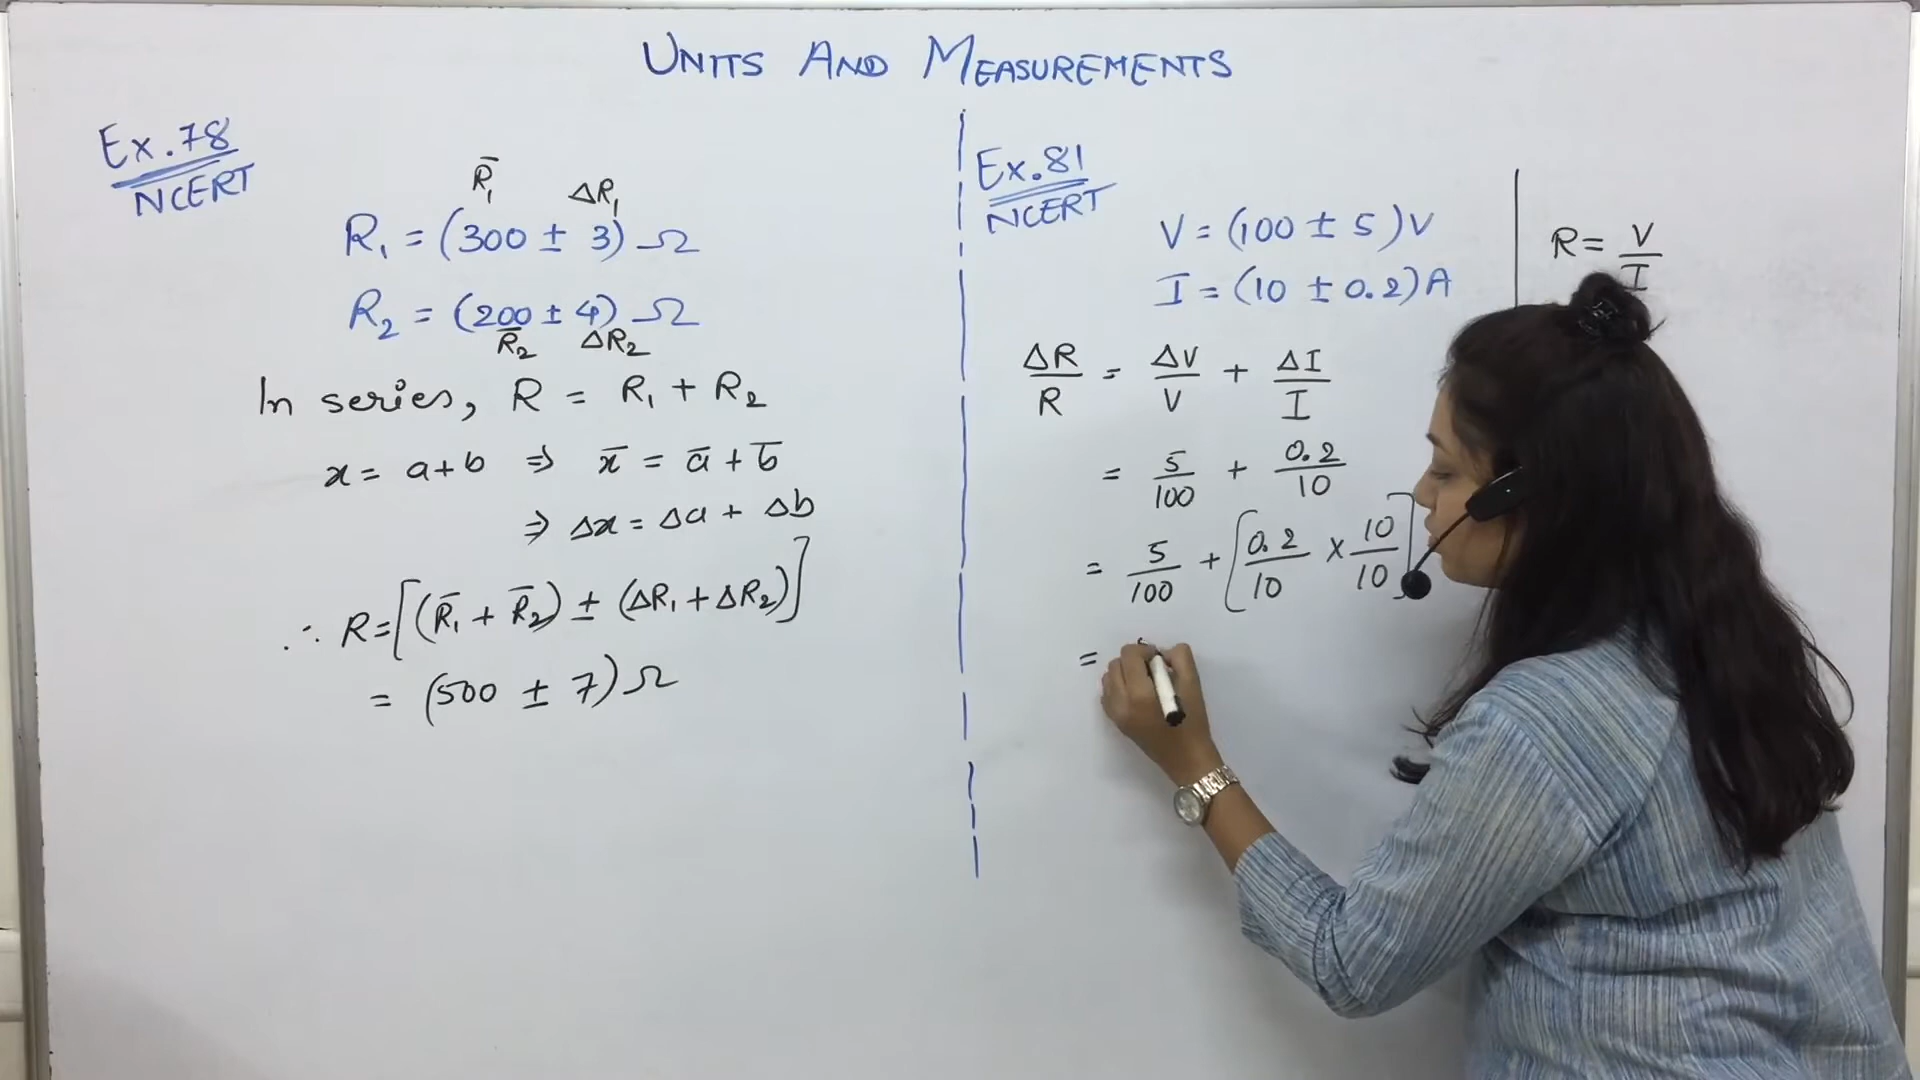 UNITS AND MEASUREMENTS
Ex.78
NCERT
R̅₁ ΔR₁
R₁ = (300 ± 3) Ω
R₂ = (200 ± 4) Ω
R̅₂ ΔR₂
In series, R = R₁ + R₂
x = a+b ⇒ x̅ = a̅ + b̅
⇒ Δx = Δa + Δb
∴ R = [(R̅₁ + R̅₂) ± (ΔR₁ + ΔR₂)]
= (500 ± 7) Ω
Ex.81
NCERT
V = (100 ± 5) V
I = (10 ± 0.2) A
R = V/I
ΔR/R = ΔV/V + ΔI/I
= 5/100 + 0.2/10
= 5/100 + [0.2/10 × 10/10]
=